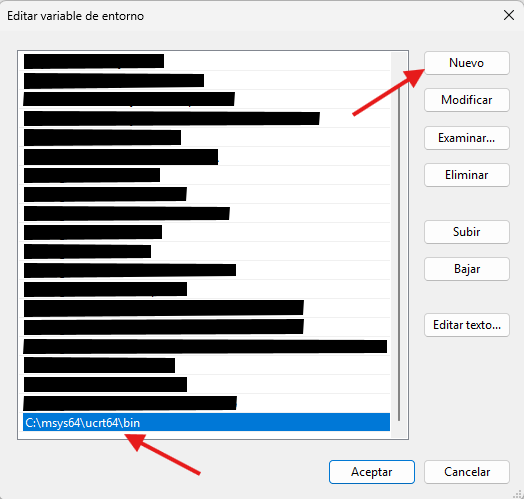 Editar variable de entorno
Nuevo
Modificar
Examinar...
Eliminar
Subir
Bajar
Editar texto...
C:\msys64\ucrt64\bin
Aceptar
Cancelar